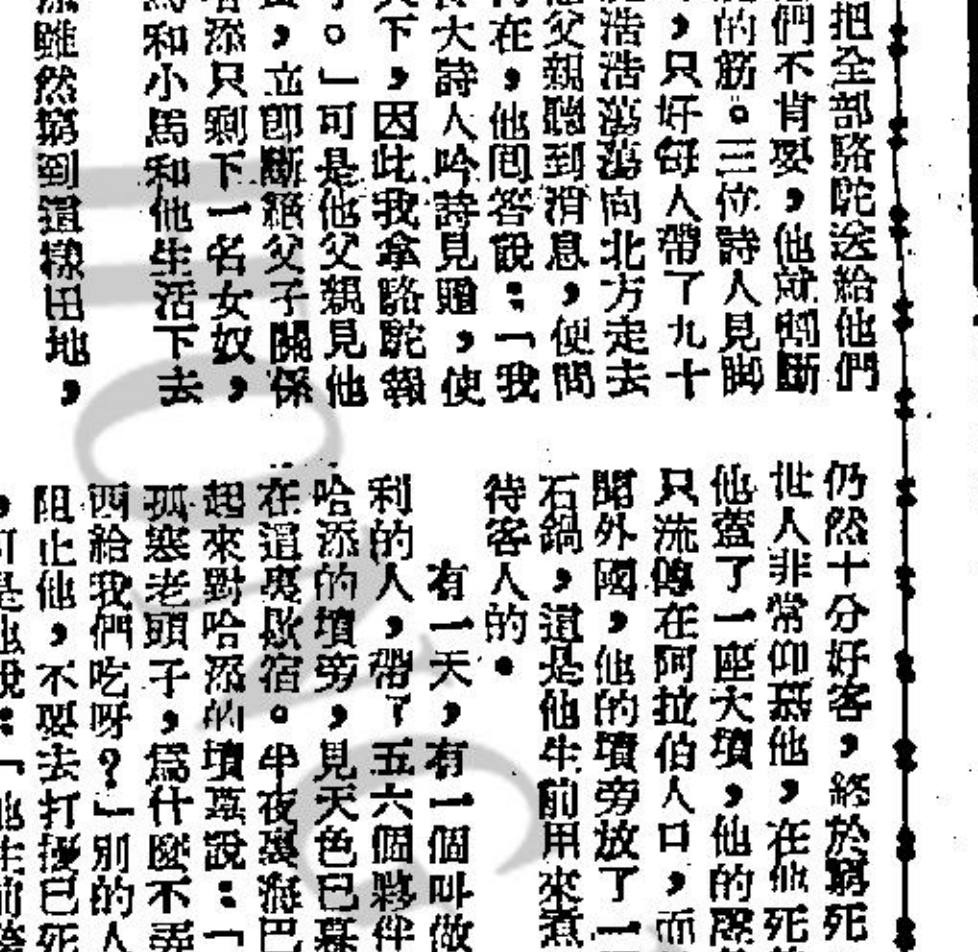 把全部駱駝送給他們
們不肯要，他就割斷
的筋。三位詩人見脚
，只好每人帶了九十
浩浩蕩蕩向北方走去
父親聽到消息，便問
在，他回答說：「我
大詩人吟詩見贈，使
下，因此我拿駱駝報
。」可是他父親見他
，立卽斷絕父子關係
添只剩下一名女奴，
和小馬和他生活下去
雖然窮到這樣田地，
仍然十分好客，終於窮死
世人非常仰慕他，在他死
他蓋了一座大墳，他的
只流傳在阿拉伯人口，而
聞外國，他的墳旁放了一
石鍋，這是他生前用來煮
待客人的。
有一天，有一個叫做
利的人，帶了五六個夥伴
哈添的墳旁，見天色已暮
在這裏歇宿。半夜裏海巴
起來對哈添的墳墓說：「
孤寒老頭子，爲什麼不弄
西給我們吃呀？」別的人
阻止他，不要去打擾已死
，可是他說：「他生前